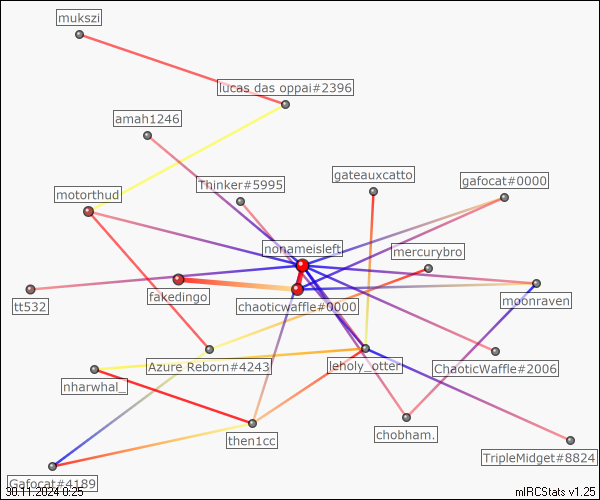 mukszi
lucas das oppai#2396
amah1246
gateauxcatto
gafocat#0000
Thinker#5995
motorthud
nonameisleft
mercurybro
tt532
fakedingo
chaoticwaffle#0000
moonraven
Azure Reborn#4243
leholy_otter
ChaoticWaffle#2006
nharwhal_
then1cc
chobham.
TripleMidget#8824
Gafocat#4189
30.11.2024 0:25
mIRCStats v1.25